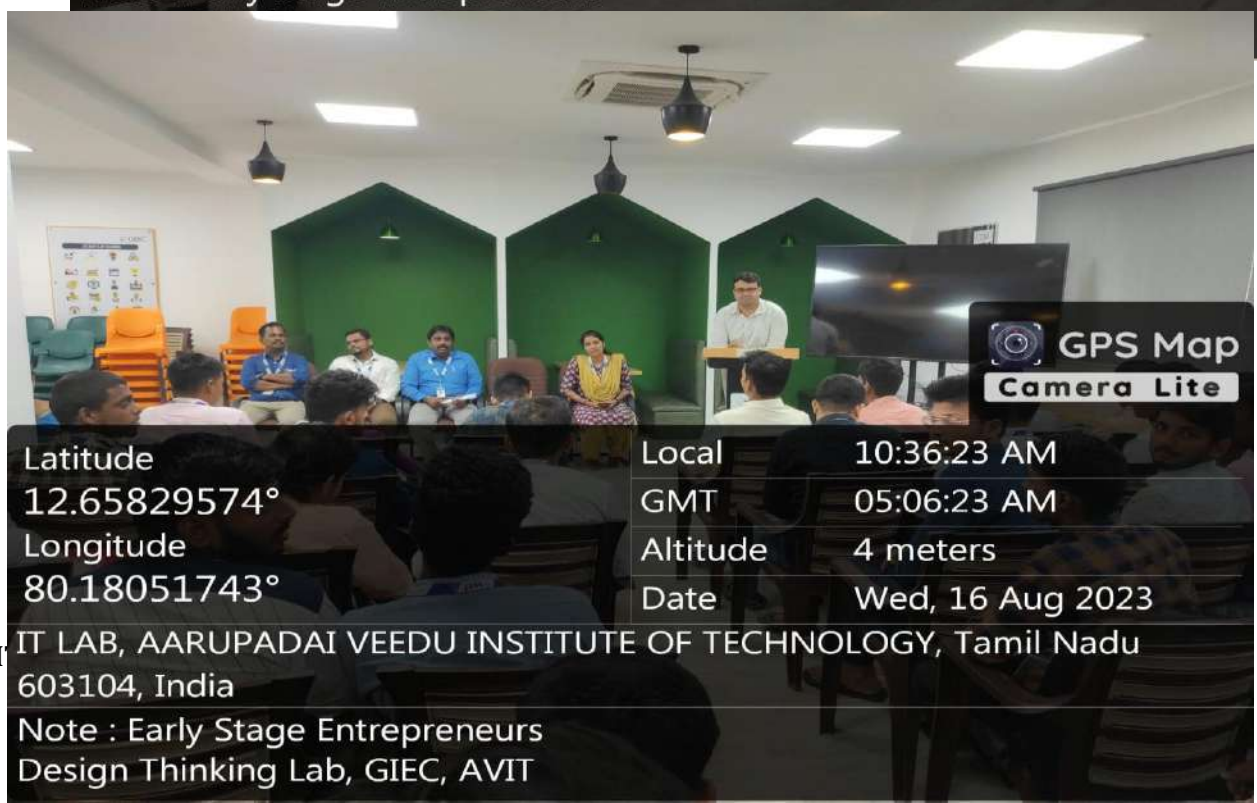 GPS Map
Camera Lite
Latitude
12.65829574°
Longitude
80.18051743°
Local 10:36:23 AM
GMT 05:06:23 AM
Altitude 4 meters
Date Wed, 16 Aug 2023
IT LAB, AARUPADAI VEEDU INSTITUTE OF TECHNOLOGY, Tamil Nadu
603104, India
Note : Early Stage Entrepreneurs
Design Thinking Lab, GIEC, AVIT